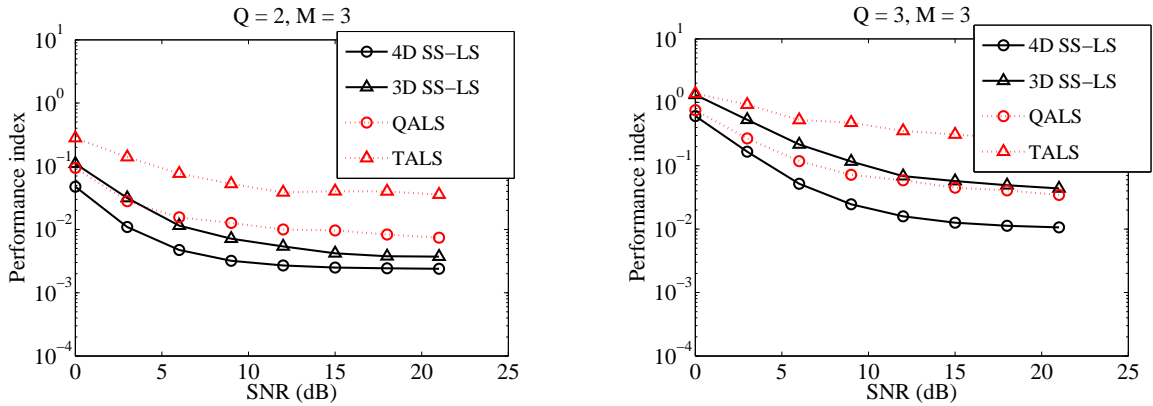 Q = 2, M = 3
10^1
10^0
10^-1
10^-2
10^-3
10^-4
Performance index
0 5 10 15 20 25
SNR (dB)
4D SS-LS
3D SS-LS
QALS
TALS
Q = 3, M = 3
10^1
10^0
10^-1
10^-2
10^-3
10^-4
Performance index
0 5 10 15 20 25
SNR (dB)
4D SS-LS
3D SS-LS
QALS
TALS